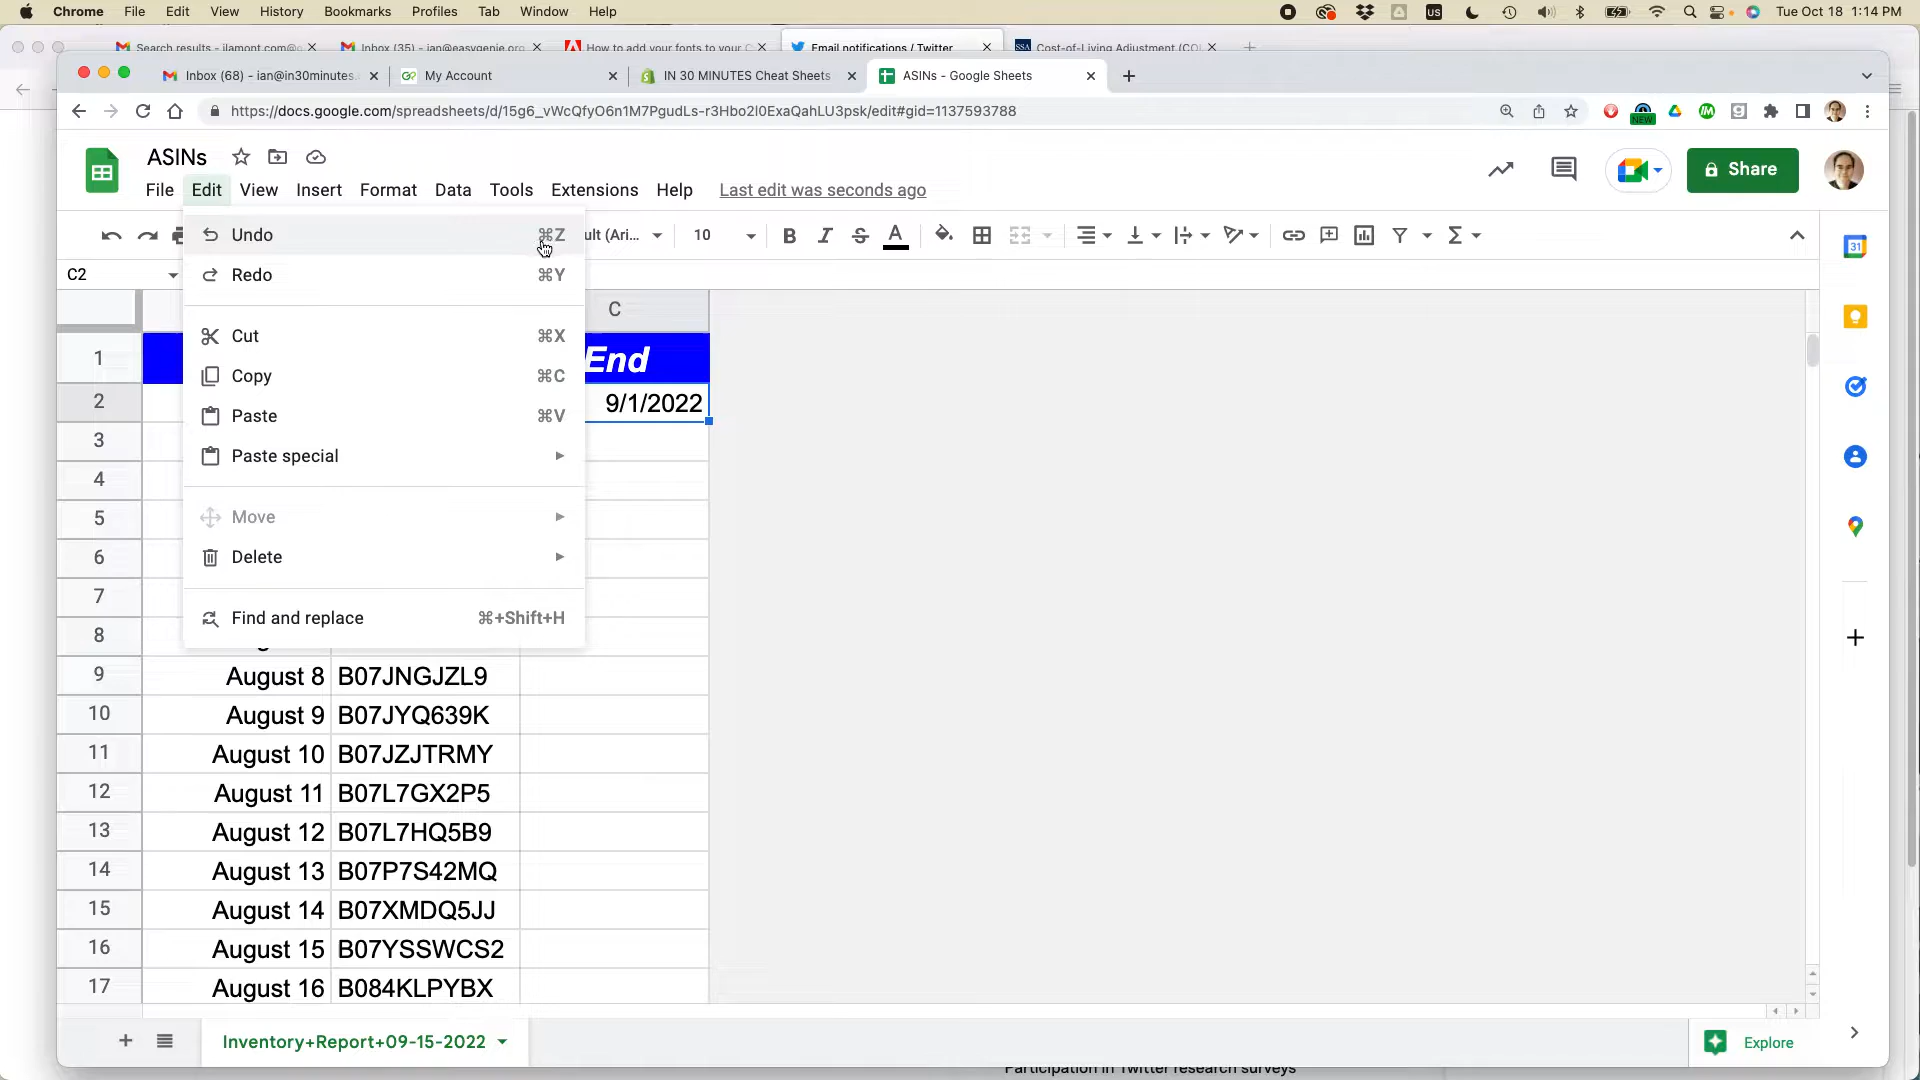 Chrome File Edit View History Bookmarks Profiles Tab Window Help US Tue Oct 18 1:14 PM
Search results - ilamont.com@g Inbox (35) - ian@easygenie.org How to add your fonts to your C Email notifications / Twitter SSA Cost-of-Living Adjustment (COL
Inbox (68) - ian@in30minutes. My Account IN 30 MINUTES Cheat Sheets ASINs - Google Sheets
https://docs.google.com/spreadsheets/d/15g6_vWcQfyO6n1M7PgudLs-r3Hbo2l0ExaQahLU3psk/edit#gid=1137593788 NEW
ASINs
File Edit View Insert Format Data Tools Extensions Help Last edit was seconds ago Share
ult (Ari... 10
C2
Undo ⌘Z
Redo ⌘Y
Cut ⌘X
Copy ⌘C
Paste ⌘V
Paste special
Move
Delete
Find and replace ⌘+Shift+H
C
1 End
2 9/1/2022
3
4
5
6
7
8
9 August 8 B07JNGJZL9
10 August 9 B07JYQ639K
11 August 10 B07JZJTRMY
12 August 11 B07L7GX2P5
13 August 12 B07L7HQ5B9
14 August 13 B07P7S42MQ
15 August 14 B07XMDQ5JJ
16 August 15 B07YSSWCS2
17 August 16 B084KLPYBX
31
Inventory+Report+09-15-2022 Explore
Participation in Twitter research surveys